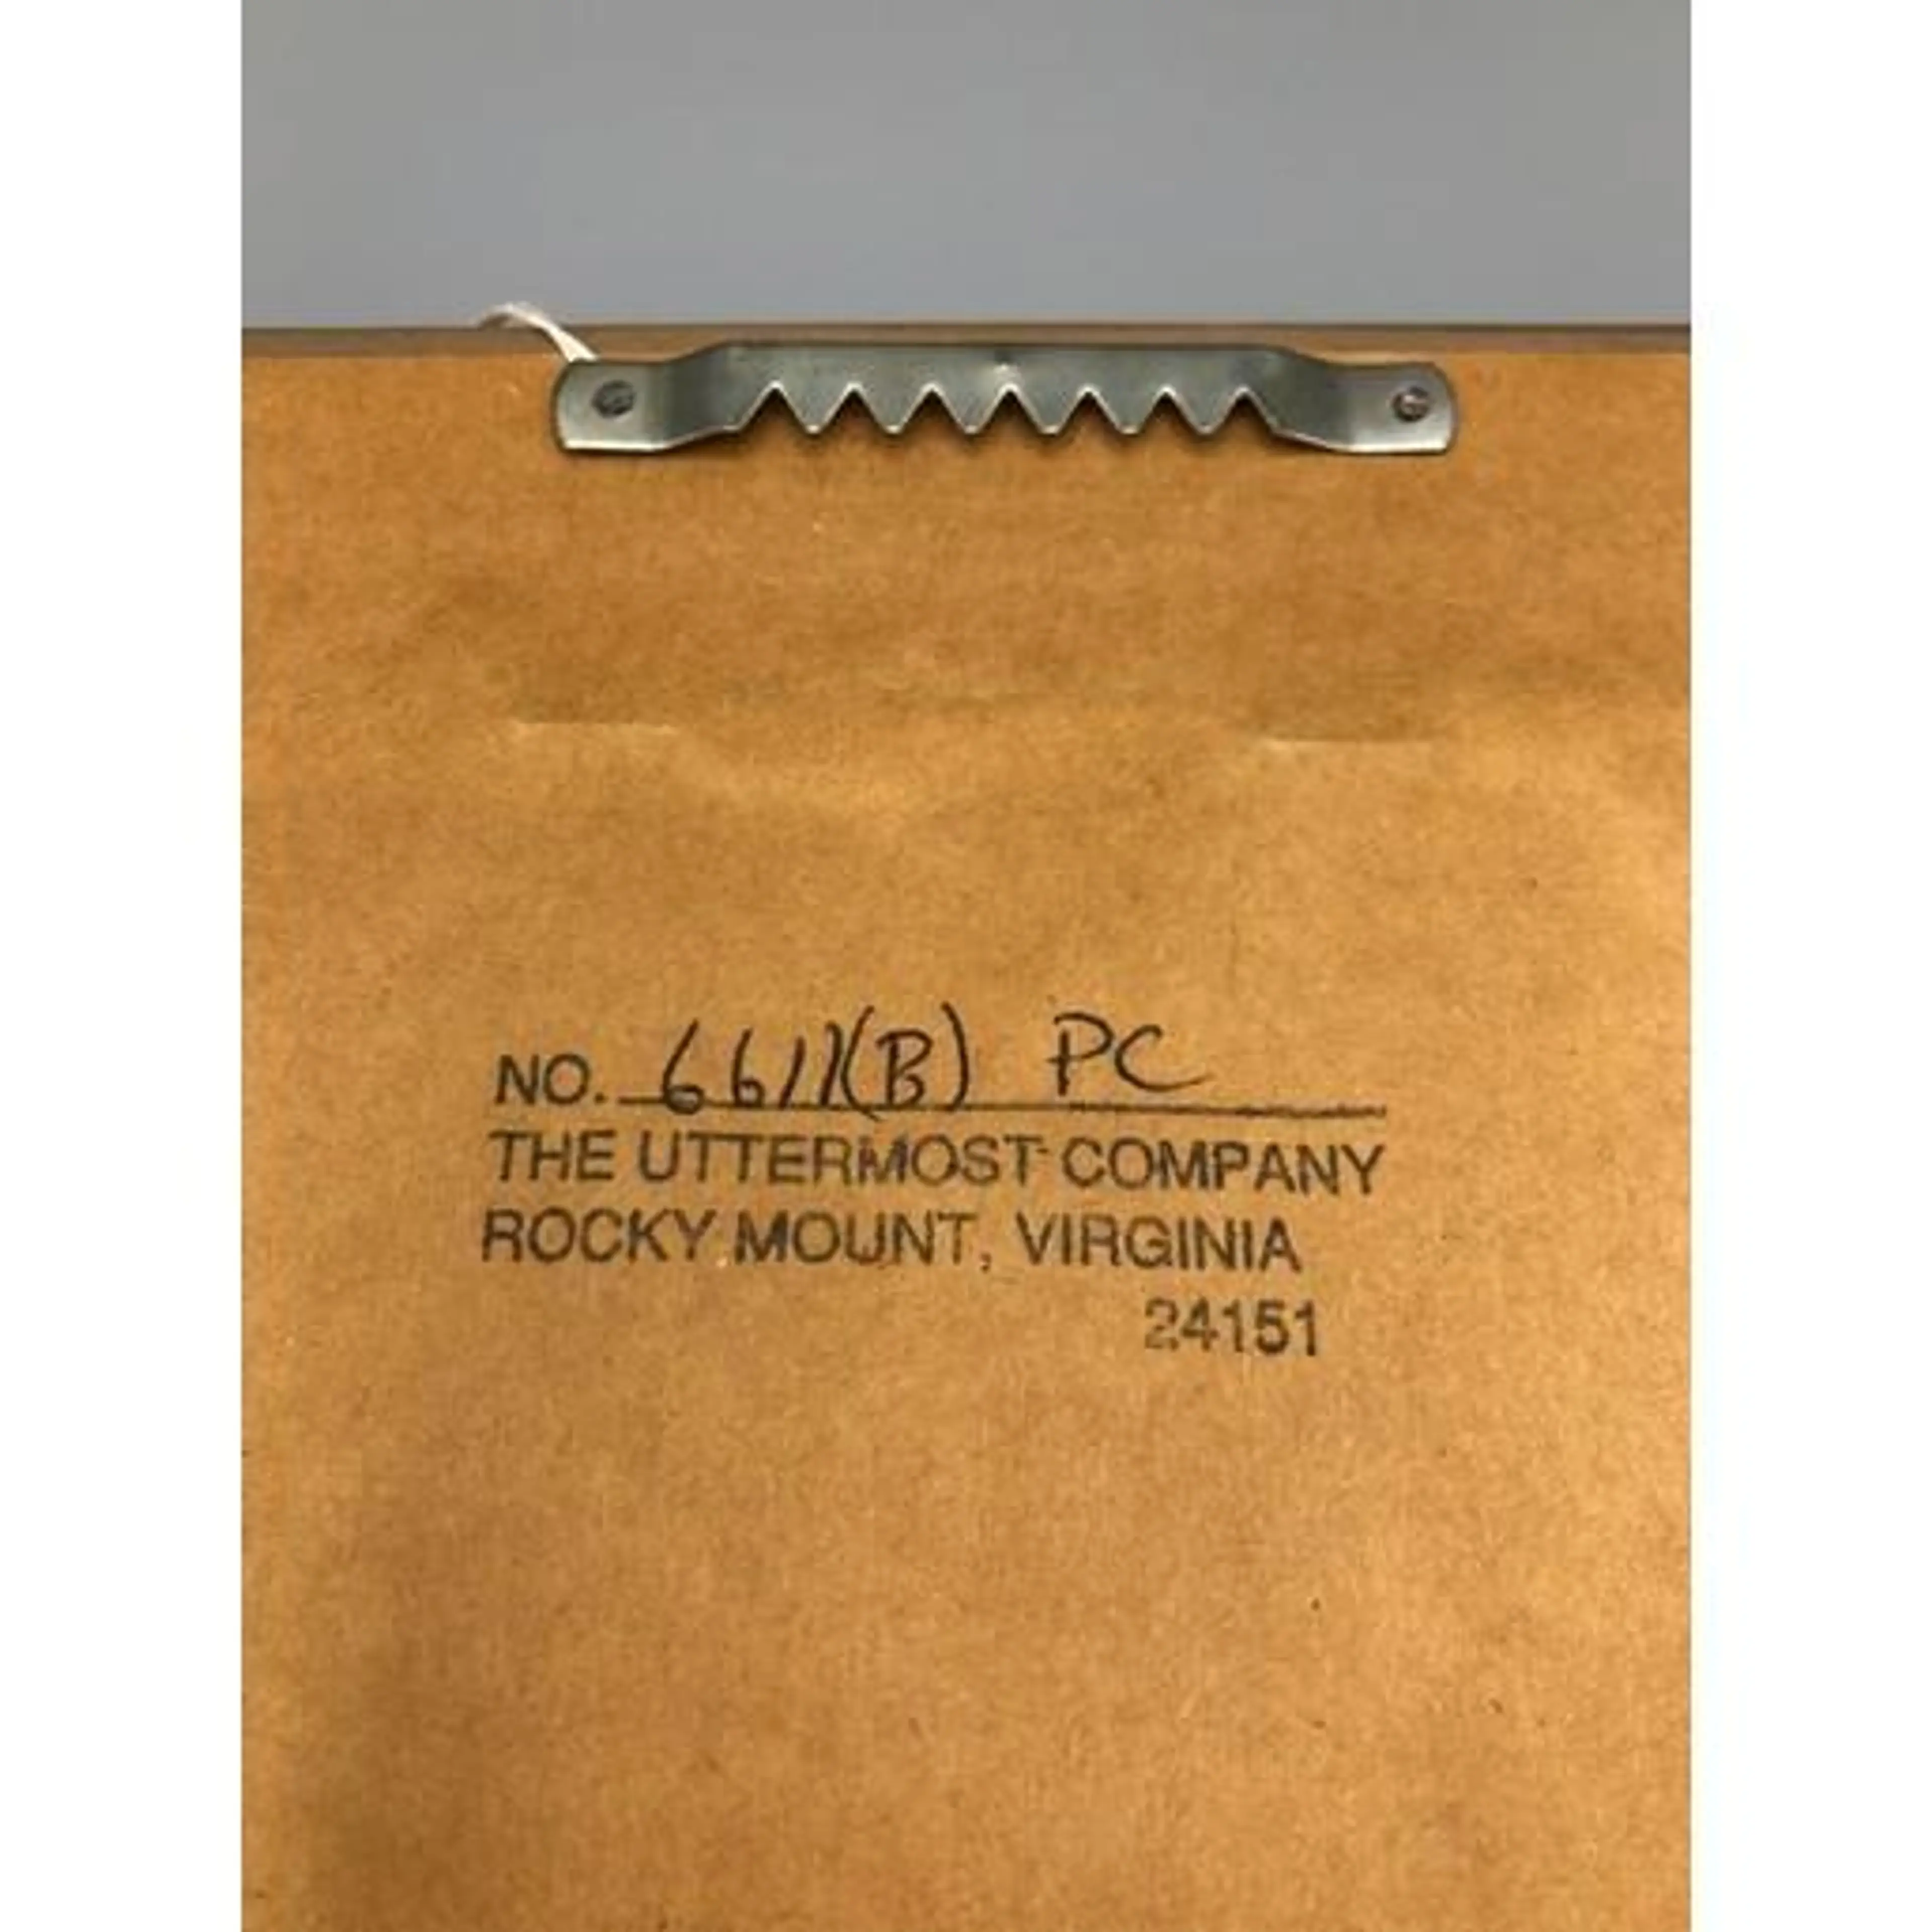 NO. 6611(B) PC
THE UTTERMOST COMPANY
ROCKY MOUNT, VIRGINIA
24151